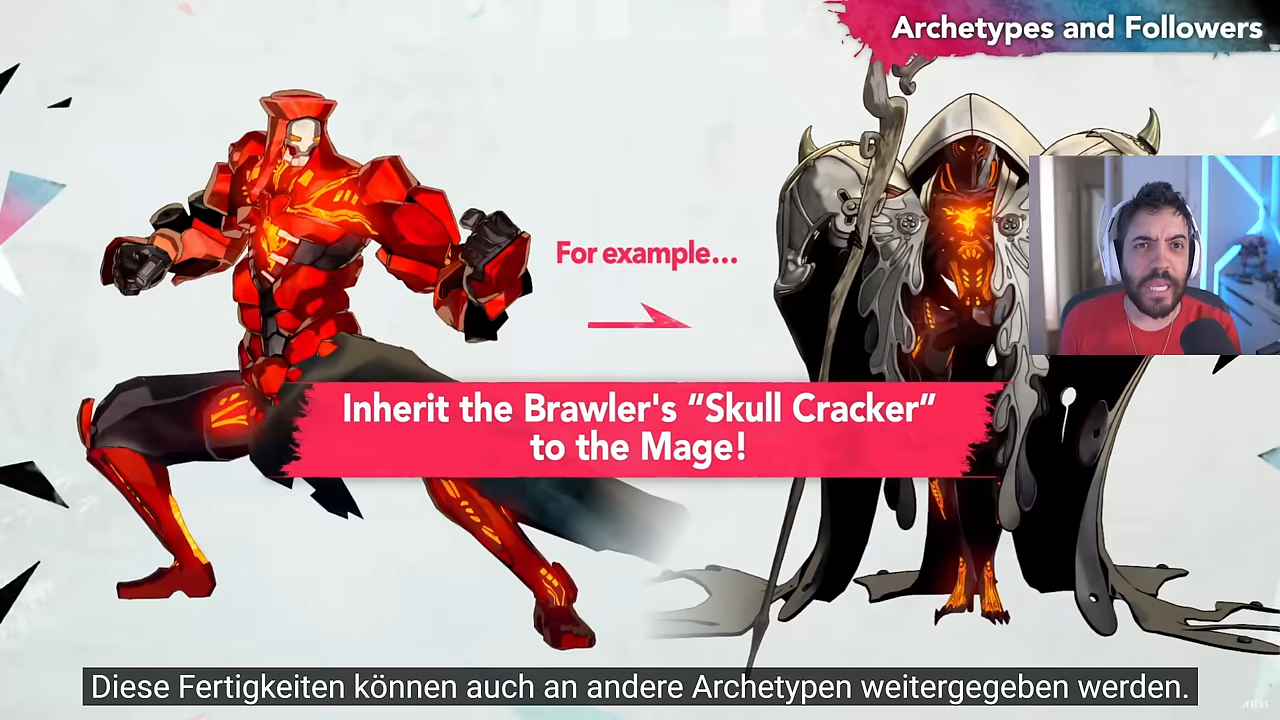 Archetypes and Followers
For example...
Inherit the Brawler's “Skull Cracker”
to the Mage!
Diese Fertigkeiten können auch an andere Archetypen weitergegeben werden.
ATLUS